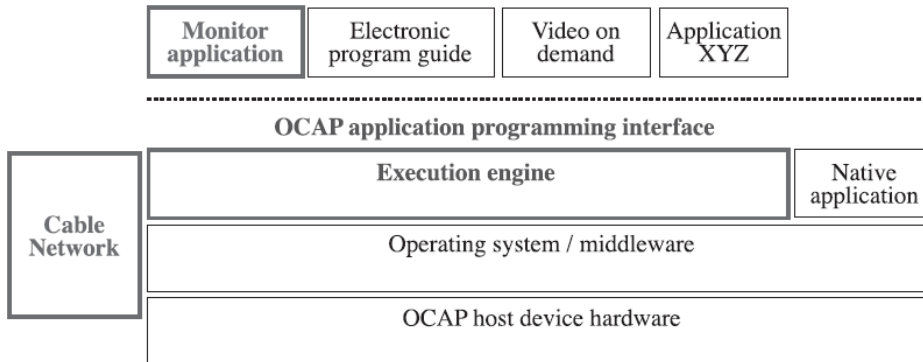 Monitor
application
Electronic
program guide
Video on
demand
Application
XYZ
OCAP application programming interface
Execution engine
Native
application
Cable
Network
Operating system / middleware
OCAP host device hardware